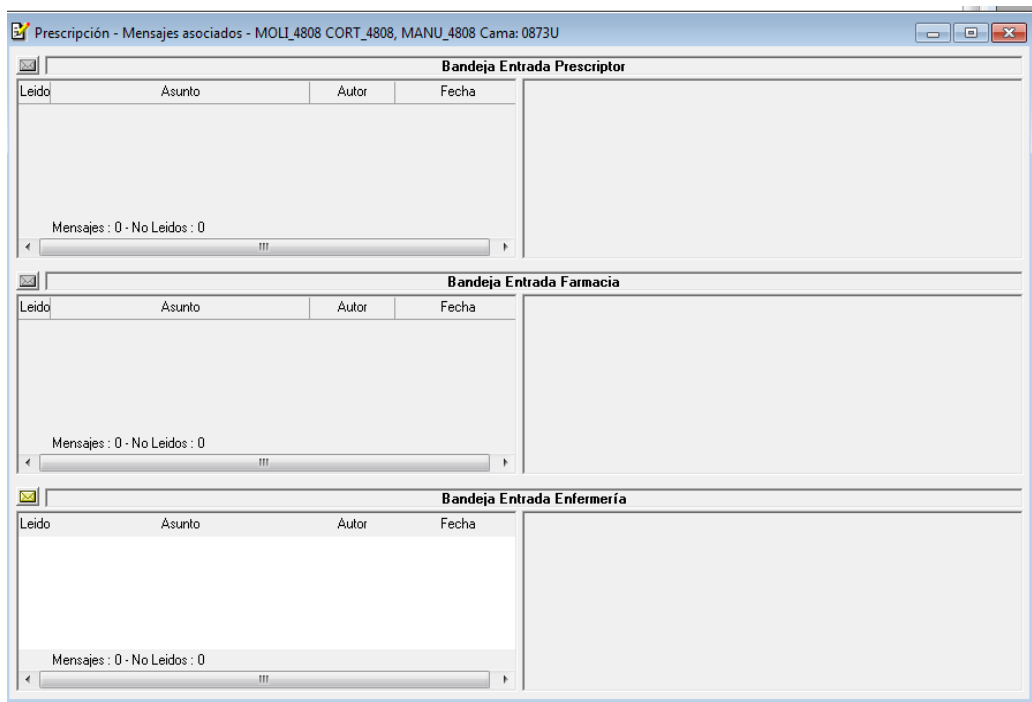 Prescripción - Mensajes asociados - MOLI_4808 CORT_4808, MANU_4808 Cama: 0873U
Bandeja Entrada Prescriptor
Leido Asunto Autor Fecha
Mensajes : 0 - No Leidos : 0
Bandeja Entrada Farmacia
Leido Asunto Autor Fecha
Mensajes : 0 - No Leidos : 0
Bandeja Entrada Enfermería
Leido Asunto Autor Fecha
Mensajes : 0 - No Leidos : 0